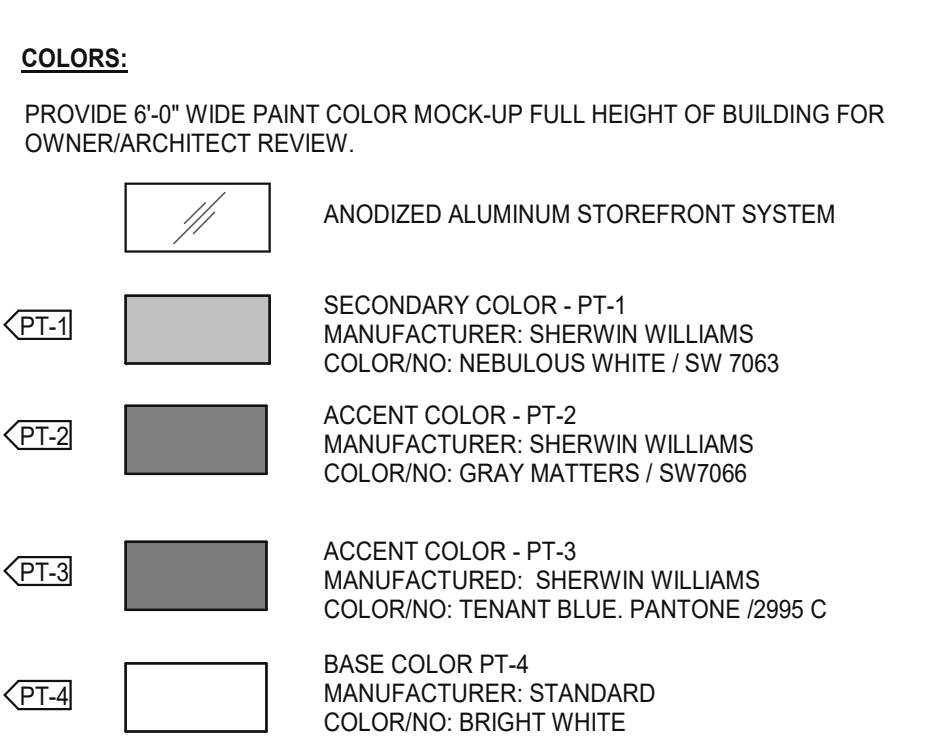 COLORS:
PROVIDE 6'-0" WIDE PAINT COLOR MOCK-UP FULL HEIGHT OF BUILDING FOR
OWNER/ARCHITECT REVIEW.
ANODIZED ALUMINUM STOREFRONT SYSTEM
PT-1
SECONDARY COLOR - PT-1
MANUFACTURER: SHERWIN WILLIAMS
COLOR/NO: NEBULOUS WHITE / SW 7063
PT-2
ACCENT COLOR - PT-2
MANUFACTURER: SHERWIN WILLIAMS
COLOR/NO: GRAY MATTERS / SW7066
PT-3
ACCENT COLOR - PT-3
MANUFACTURED:  SHERWIN WILLIAMS
COLOR/NO: TENANT BLUE. PANTONE /2995 C
PT-4
BASE COLOR PT-4
MANUFACTURER: STANDARD
COLOR/NO: BRIGHT WHITE